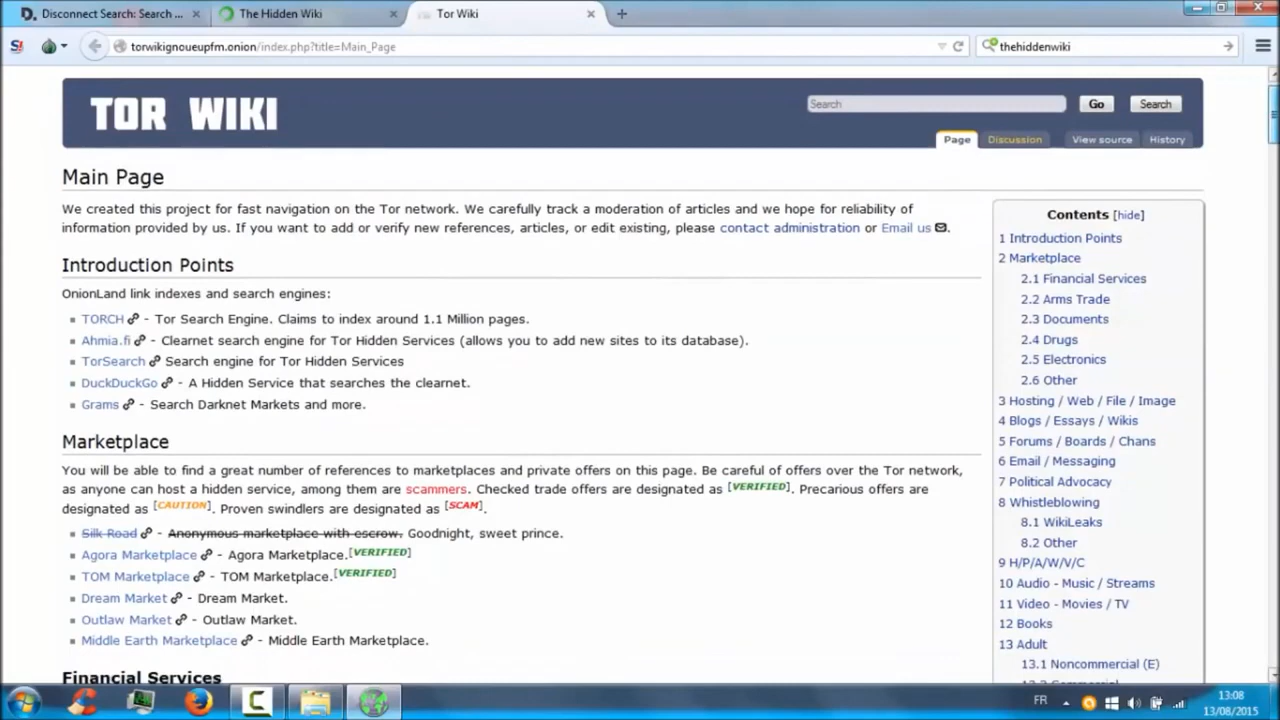 Disconnect Search: Search ...
The Hidden Wiki
Tor Wiki
torwikignoueupfm.onion/index.php?title=Main_Page
thehiddenwiki
TOR WIKI
Search
Go
Search
Page
Discussion
View source
History
Main Page
We created this project for fast navigation on the Tor network. We carefully track a moderation of articles and we hope for reliability of
information provided by us. If you want to add or verify new references, articles, or edit existing, please contact administration or Email us.
Introduction Points
OnionLand link indexes and search engines:
TORCH - Tor Search Engine. Claims to index around 1.1 Million pages.
Ahmia.fi - Clearnet search engine for Tor Hidden Services (allows you to add new sites to its database).
TorSearch Search engine for Tor Hidden Services
DuckDuckGo - A Hidden Service that searches the clearnet.
Grams - Search Darknet Markets and more.
Marketplace
You will be able to find a great number of references to marketplaces and private offers on this page. Be careful of offers over the Tor network,
as anyone can host a hidden service, among them are scammers. Checked trade offers are designated as [VERIFIED]. Precarious offers are
designated as [CAUTION]. Proven swindlers are designated as [SCAM].
Silk Road - Anonymous marketplace with escrow. Goodnight, sweet prince.
Agora Marketplace - Agora Marketplace.[VERIFIED]
TOM Marketplace - TOM Marketplace.[VERIFIED]
Dream Market - Dream Market.
Outlaw Market - Outlaw Market.
Middle Earth Marketplace - Middle Earth Marketplace.
Financial Services
Contents [hide]
1 Introduction Points
2 Marketplace
2.1 Financial Services
2.2 Arms Trade
2.3 Documents
2.4 Drugs
2.5 Electronics
2.6 Other
3 Hosting / Web / File / Image
4 Blogs / Essays / Wikis
5 Forums / Boards / Chans
6 Email / Messaging
7 Political Advocacy
8 Whistleblowing
8.1 WikiLeaks
8.2 Other
9 H/P/A/W/V/C
10 Audio - Music / Streams
11 Video - Movies / TV
12 Books
13 Adult
13.1 Noncommercial (E)
FR
13:08
13/08/2015